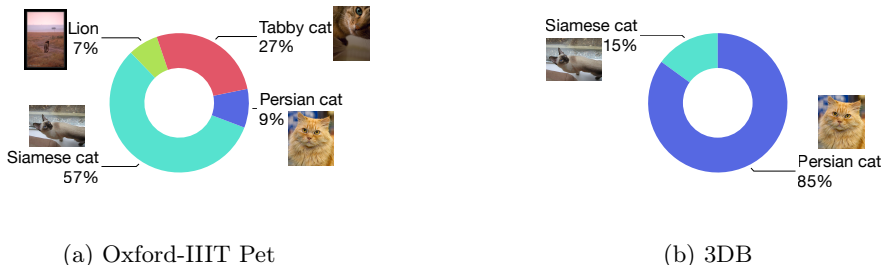 Lion
7%
Tabby cat
27%
Persian cat
9%
Siamese cat
57%
(a) Oxford-IIIT Pet
Siamese cat
15%
Persian cat
85%
(b) 3DB